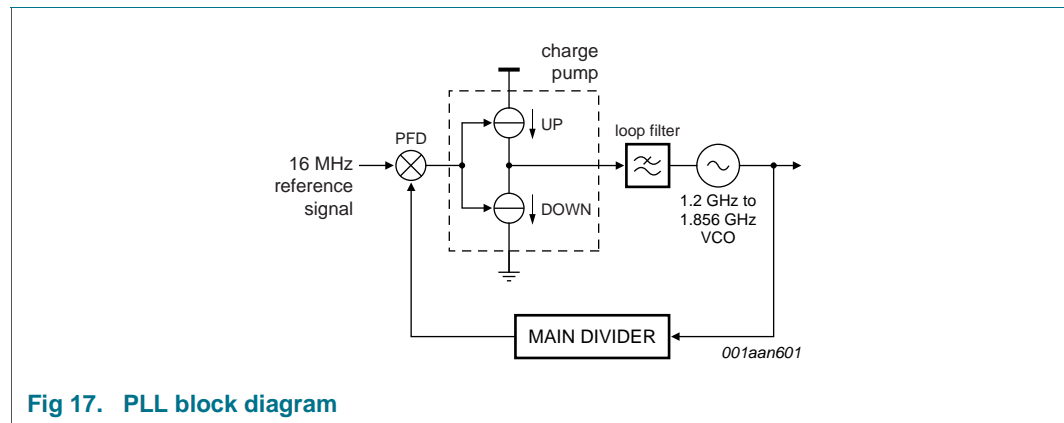 charge
pump
UP
PFD
loop filter
16 MHz
reference
signal
DOWN
1.2 GHz to
1.856 GHz
VCO
MAIN DIVIDER
001aan601
Fig 17. PLL block diagram